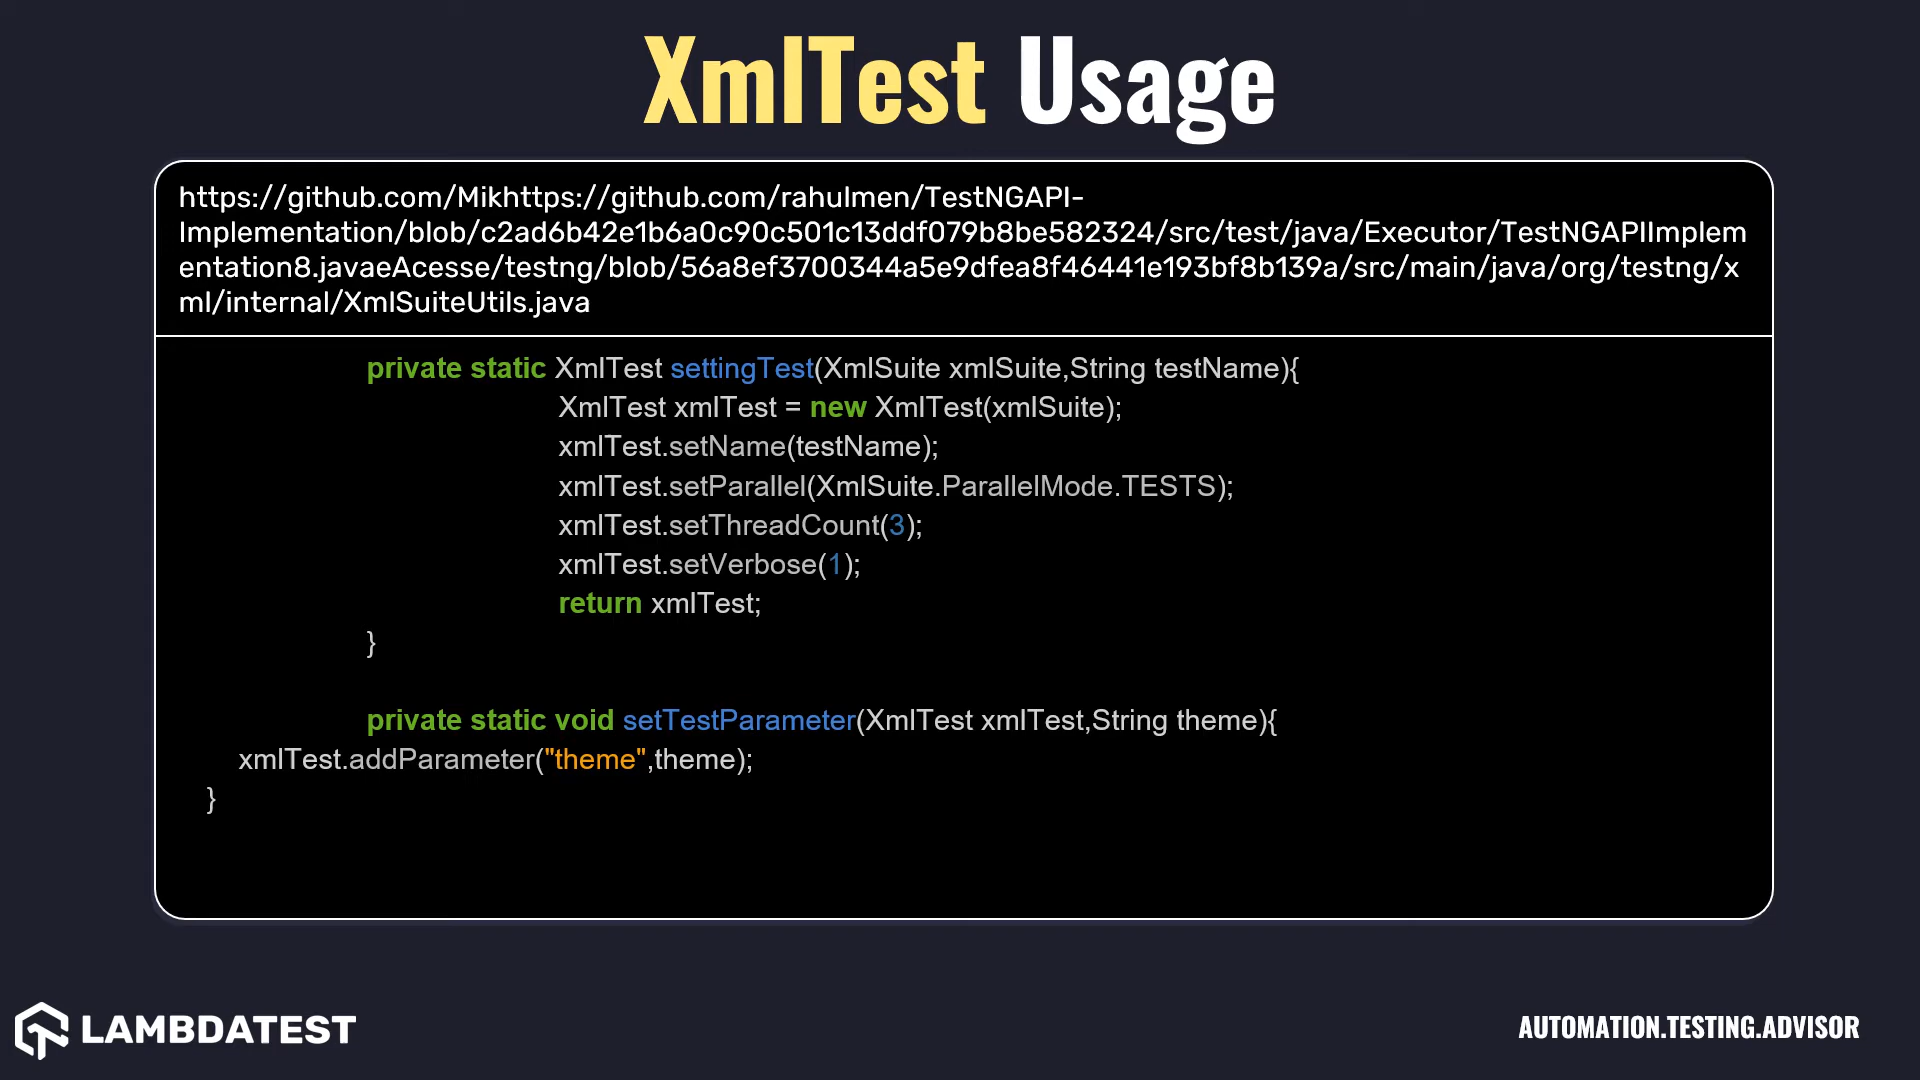 XmlTest Usage
https://github.com/Mikhttps://github.com/rahulmen/TestNGAPI-
Implementation/blob/c2ad6b42e1b6a0c90c501c13ddf079b8be582324/src/test/java/Executor/TestNGAPIImplem
entation8.javaeAcesse/testng/blob/56a8ef3700344a5e9dfea8f46441e193bf8b139a/src/main/java/org/testng/x
ml/internal/XmlSuiteUtils.java
private static XmlTest settingTest(XmlSuite xmlSuite,String testName){
XmlTest xmlTest = new XmlTest(xmlSuite);
xmlTest.setName(testName);
xmlTest.setParallel(XmlSuite.ParallelMode.TESTS);
xmlTest.setThreadCount(3);
xmlTest.setVerbose(1);
return xmlTest;
}
private static void setTestParameter(XmlTest xmlTest,String theme){
xmlTest.addParameter("theme",theme);
}
LAMBDATEST
AUTOMATION.TESTING.ADVISOR